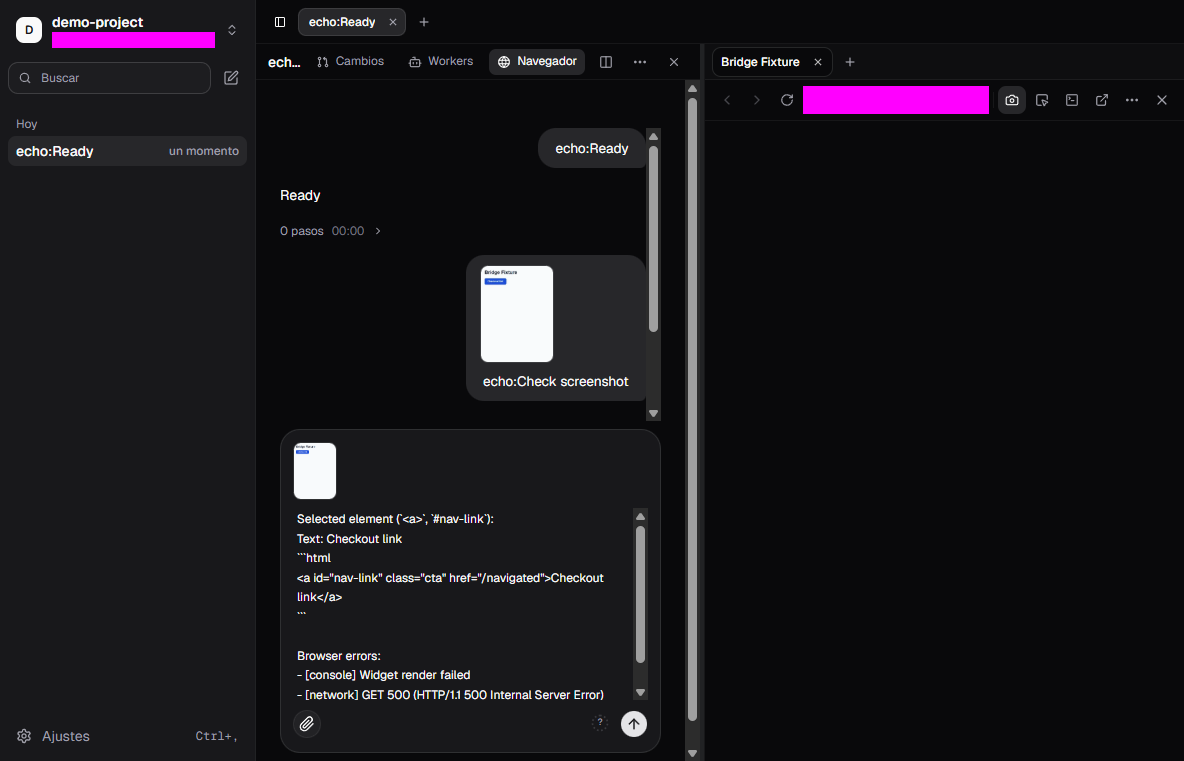 D
demo-project
Buscar
Hoy
echo:Ready
un momento
Ajustes
Ctrl+,
echo:Ready
ech...
Cambios
Workers
Navegador
echo:Ready
Ready
0 pasos 00:00
Bridge Fixture
echo:Check screenshot
Selected element (`<a>`, `#nav-link`):
Text: Checkout link
```html
<a id="nav-link" class="cta" href="/navigated">Checkout
link</a>
```
Browser errors:
- [console] Widget render failed
- [network] GET 500 (HTTP/1.1 500 Internal Server Error)
?
Bridge Fixture